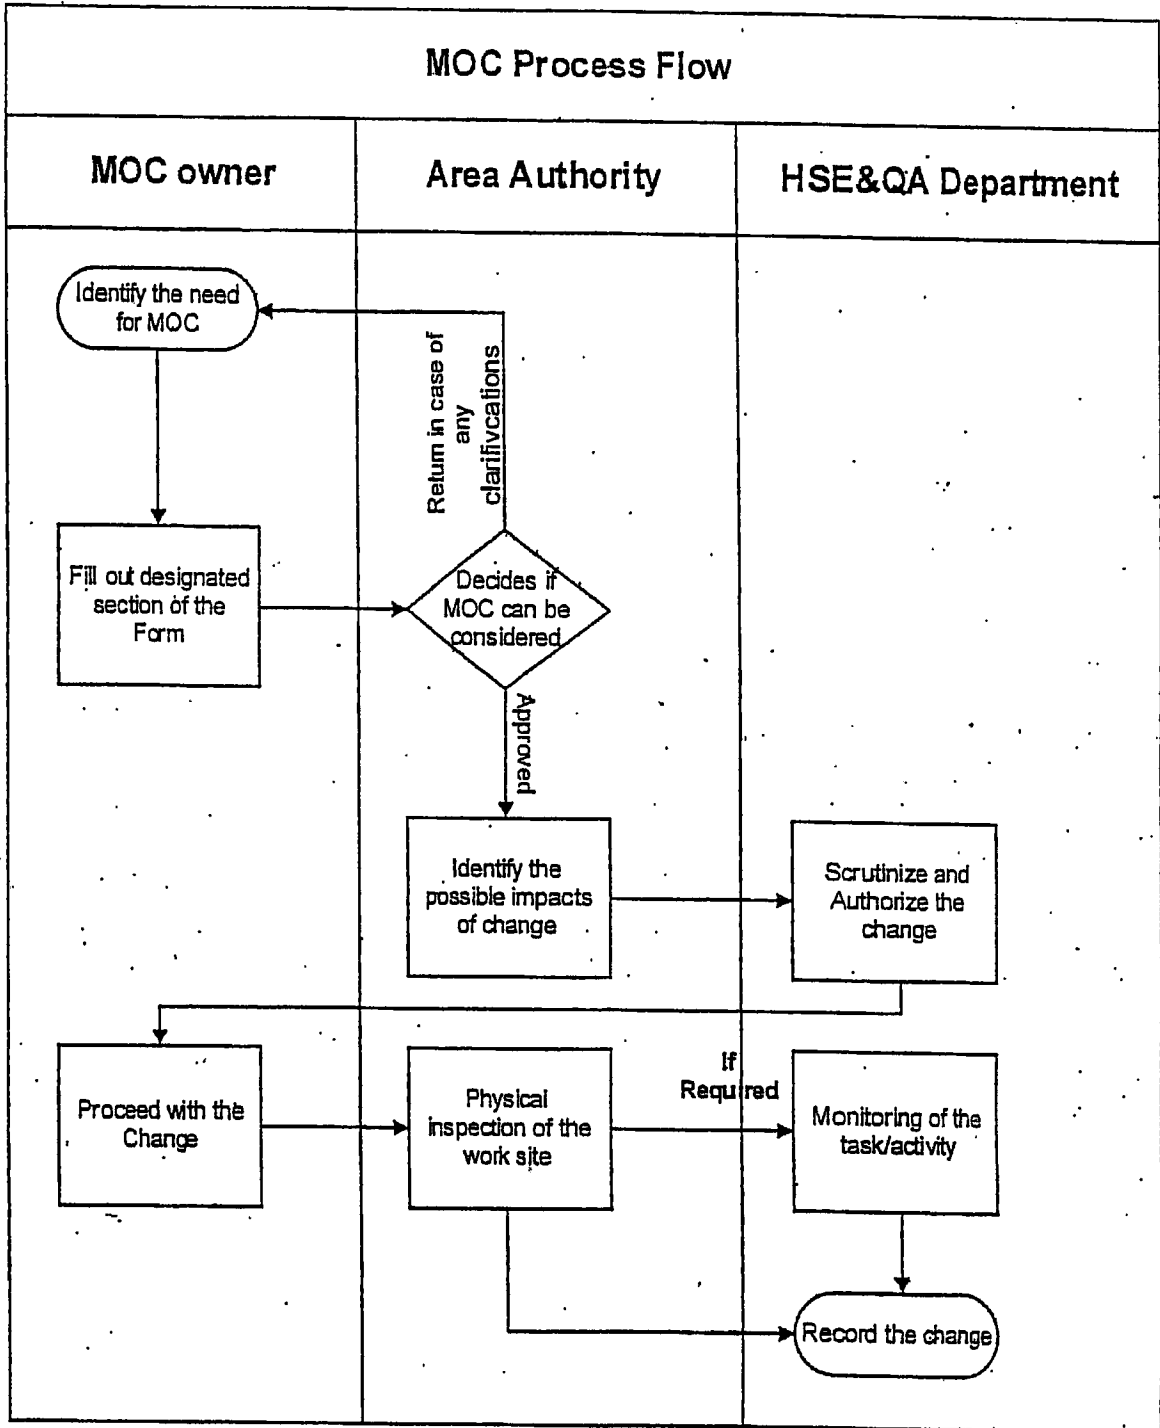 MOC Process Flow
MOC owner
Area Authority
HSE&QA Department
Identify the need
for MOC
Return in case of
any
clarifivcations
Fill out designated
section of the
Form
Decides if
MOC can be
considered
Approved
Identify the
possible impacts
of change
Scrutinize and
Authorize the
change
Proceed with the
Change
Physical
inspection of the
work site
If
Required
Monitoring of the
task/activity
Record the change